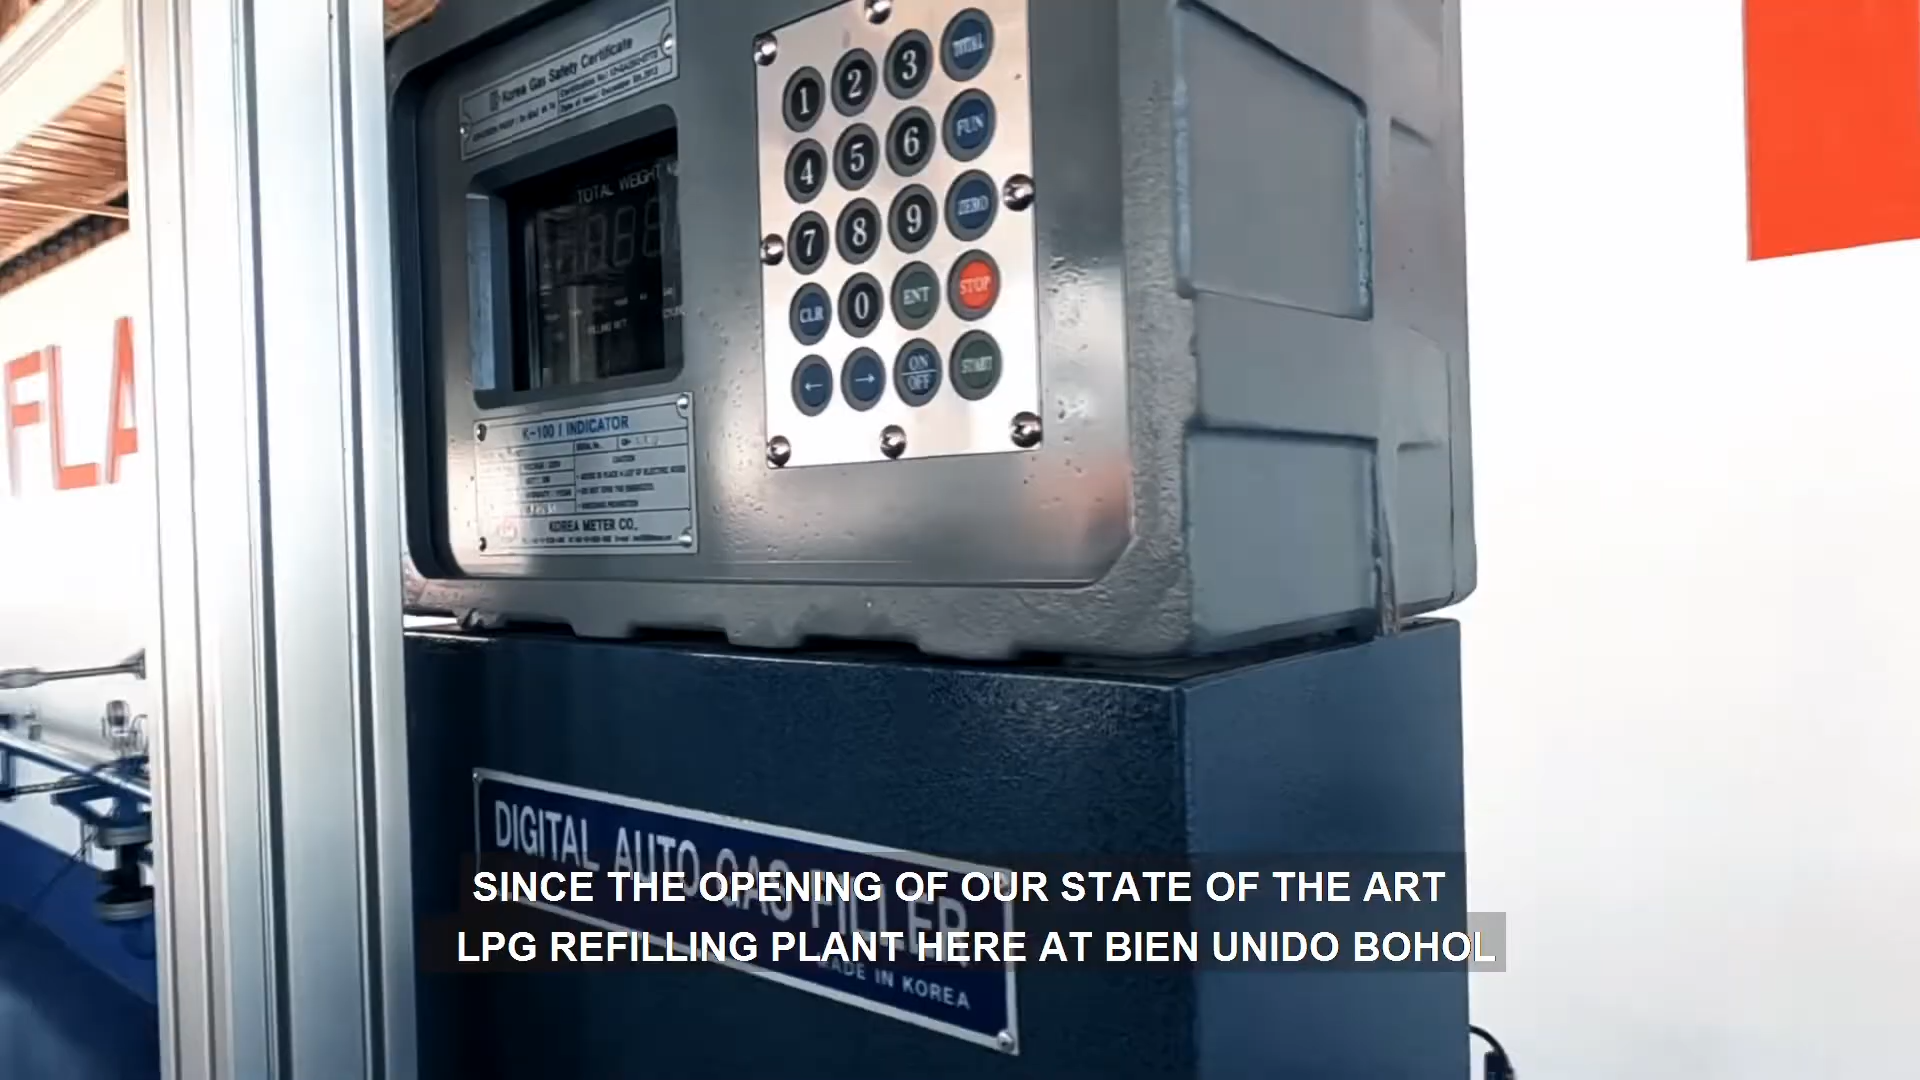 Korea Gas Safety Certificate
TOTAL WEIGHT
1 2 3 TOTAL
4 5 6 FUN
7 8 9 ZERO
CLR 0 ENT STOP
← → ON/OFF START
K-100 I INDICATOR
CAUTION
KOREA METER CO.,
FLA
DIGITAL AUTO GAS FILLER
MADE IN KOREA
SINCE THE OPENING OF OUR STATE OF THE ART
LPG REFILLING PLANT HERE AT BIEN UNIDO BOHOL